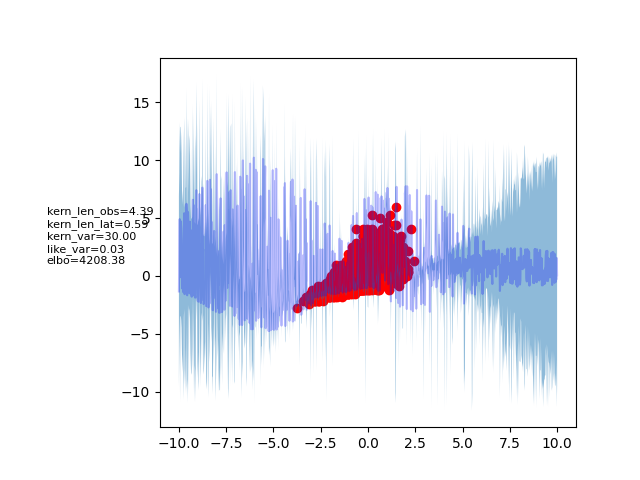 15
10
5
0
−5
−10
kern_len_obs=4.39
kern_len_lat=0.59
kern_var=30.00
like_var=0.03
elbo=4208.38
−10.0 −7.5 −5.0 −2.5 0.0 2.5 5.0 7.5 10.0